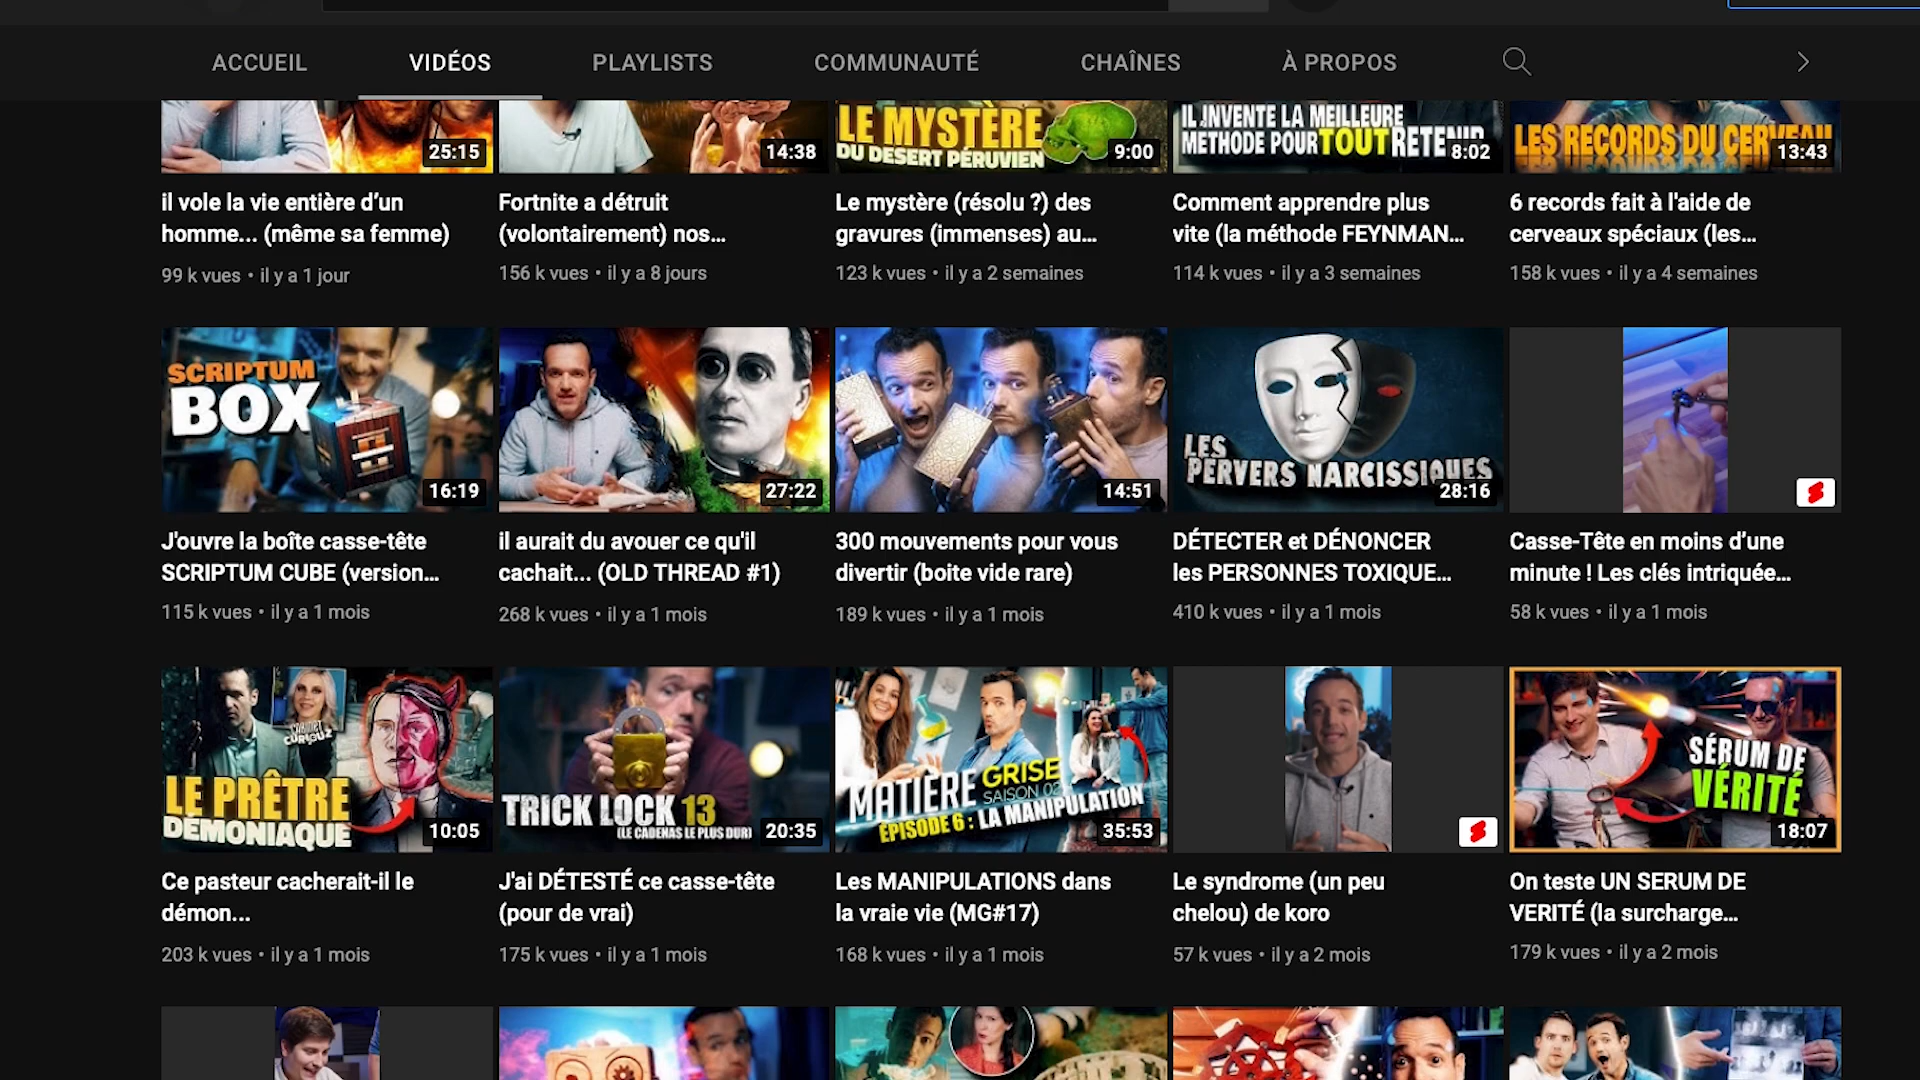 ACCUEIL VIDÉOS PLAYLISTS COMMUNAUTÉ CHAÎNES À PROPOS
25:15
14:38
LE MYSTÈRE
DU DESERT PÉRUVIEN
9:00
IL INVENTE LA MEILLEURE
METHODE POUR TOUT RETENIR
8:02
LES RECORDS DU CERVEAU
13:43
il vole la vie entière d’un
homme... (même sa femme)
99 k vues • il y a 1 jour
Fortnite a détruit
(volontairement) nos...
156 k vues • il y a 8 jours
Le mystère (résolu ?) des
gravures (immenses) au...
123 k vues • il y a 2 semaines
Comment apprendre plus
vite (la méthode FEYNMAN...
114 k vues • il y a 3 semaines
6 records fait à l'aide de
cerveaux spéciaux (les...
158 k vues • il y a 4 semaines
SCRIPTUM
BOX
16:19
27:22
14:51
LES
PERVERS NARCISSIQUES
28:16
J'ouvre la boîte casse-tête
SCRIPTUM CUBE (version...
115 k vues • il y a 1 mois
il aurait du avouer ce qu'il
cachait... (OLD THREAD #1)
268 k vues • il y a 1 mois
300 mouvements pour vous
divertir (boite vide rare)
189 k vues • il y a 1 mois
DÉTECTER et DÉNONCER
les PERSONNES TOXIQUE...
410 k vues • il y a 1 mois
Casse-Tête en moins d’une
minute ! Les clés intriquée...
58 k vues • il y a 1 mois
CABINET
CURIOUZ
LE PRÊTRE
DÉMONIAQUE
10:05
TRICK LOCK 13
(LE CADENAS LE PLUS DUR)
20:35
MATIÈRE GRISE
SAISON 02
ÉPISODE 6 : LA MANIPULATION
35:53
SÉRUM DE
VÉRITÉ
18:07
Ce pasteur cacherait-il le
démon...
203 k vues • il y a 1 mois
J'ai DÉTESTÉ ce casse-tête
(pour de vrai)
175 k vues • il y a 1 mois
Les MANIPULATIONS dans
la vraie vie (MG#17)
168 k vues • il y a 1 mois
Le syndrome (un peu
chelou) de koro
57 k vues • il y a 2 mois
On teste UN SERUM DE
VERITÉ (la surcharge...
179 k vues • il y a 2 mois